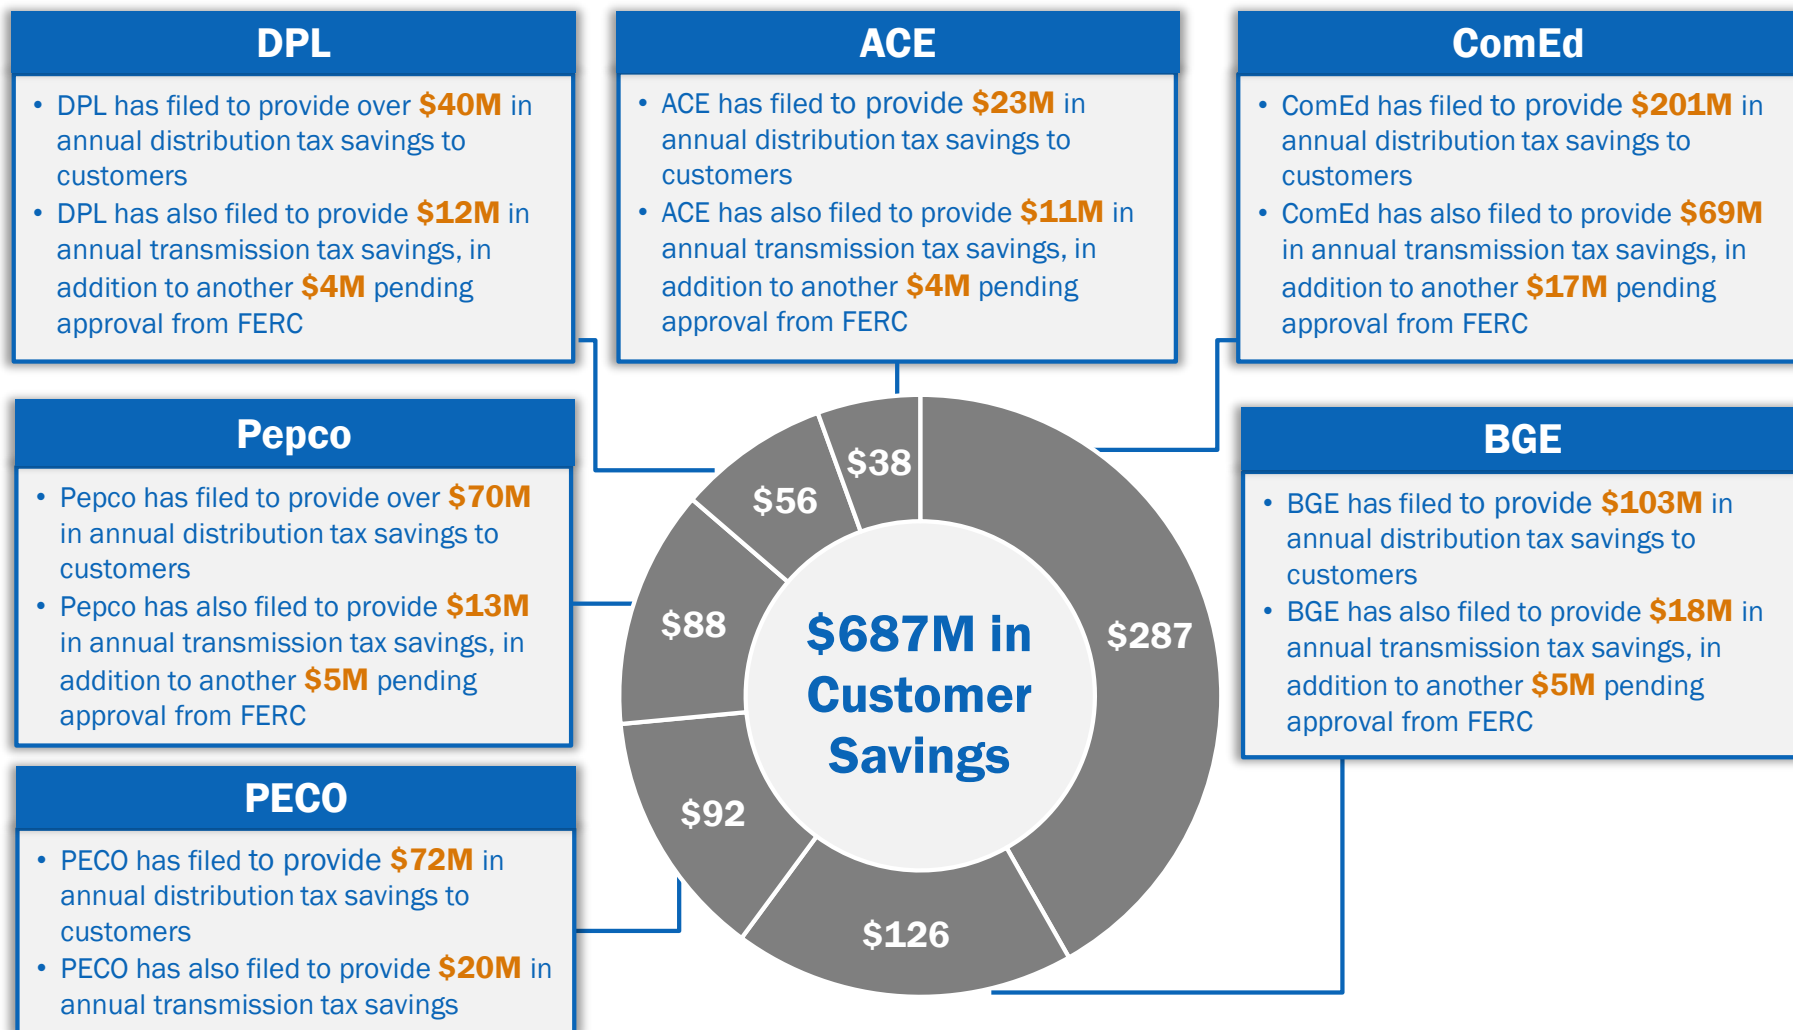 DPL
• DPL has filed to provide over $40M in
annual distribution tax savings to
customers
• DPL has also filed to provide $12M in
annual transmission tax savings, in
addition to another $4M pending
approval from FERC
ACE
• ACE has filed to provide $23M in
annual distribution tax savings to
customers
• ACE has also filed to provide $11M in
annual transmission tax savings, in
addition to another $4M pending
approval from FERC
ComEd
• ComEd has filed to provide $201M in
annual distribution tax savings to
customers
• ComEd has also filed to provide $69M
in annual transmission tax savings, in
addition to another $17M pending
approval from FERC
Pepco
• Pepco has filed to provide over $70M
in annual distribution tax savings to
customers
• Pepco has also filed to provide $13M
in annual transmission tax savings, in
addition to another $5M pending
approval from FERC
BGE
• BGE has filed to provide $103M in
annual distribution tax savings to
customers
• BGE has also filed to provide $18M in
annual transmission tax savings, in
addition to another $5M pending
approval from FERC
PECO
• PECO has filed to provide $72M in
annual distribution tax savings to
customers
• PECO has also filed to provide $20M in
annual transmission tax savings
$38
$56
$88
$287
$92
$126
$687M in
Customer
Savings